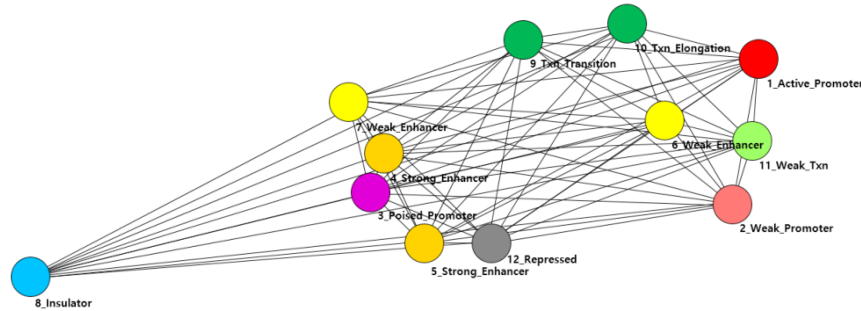 10_Txn_Elongation
9_Txn_Transition
1_Active_Promoter
7_Weak_Enhancer
6_Weak_Enhancer
11_Weak_Txn
4_Strong_Enhancer
3_Poised_Promoter
2_Weak_Promoter
12_Repressed
5_Strong_Enhancer
8_Insulator